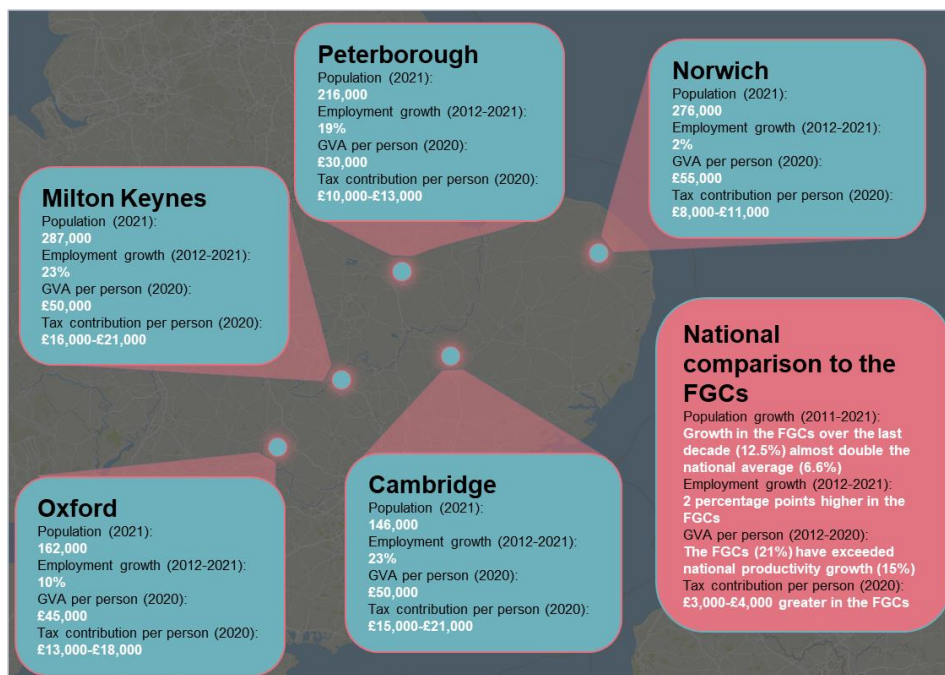 Peterborough
Population (2021):
216,000
Employment growth (2012-2021):
19%
GVA per person (2020):
£30,000
Tax contribution per person (2020):
£10,000-£13,000
Norwich
Population (2021):
276,000
Employment growth (2012-2021):
2%
GVA per person (2020):
£55,000
Tax contribution per person (2020):
£8,000-£11,000
Milton Keynes
Population (2021):
287,000
Employment growth (2012-2021):
23%
GVA per person (2020):
£50,000
Tax contribution per person (2020):
£16,000-£21,000
National
comparison to the
FGCs
Population growth (2011-2021):
Growth in the FGCs over the last
decade (12.5%) almost double the
national average (6.6%)
Employment growth (2012-2021):
2 percentage points higher in the
FGCs
GVA per person (2012-2020):
The FGCs (21%) have exceeded
national productivity growth (15%)
Tax contribution per person (2020):
£3,000-£4,000 greater in the FGCs
Oxford
Population (2021):
162,000
Employment growth (2012-2021):
10%
GVA per person (2020):
£45,000
Tax contribution per person (2020):
£13,000-£18,000
Cambridge
Population (2021):
146,000
Employment growth (2012-2021):
23%
GVA per person (2020):
£50,000
Tax contribution per person (2020):
£15,000-£21,000